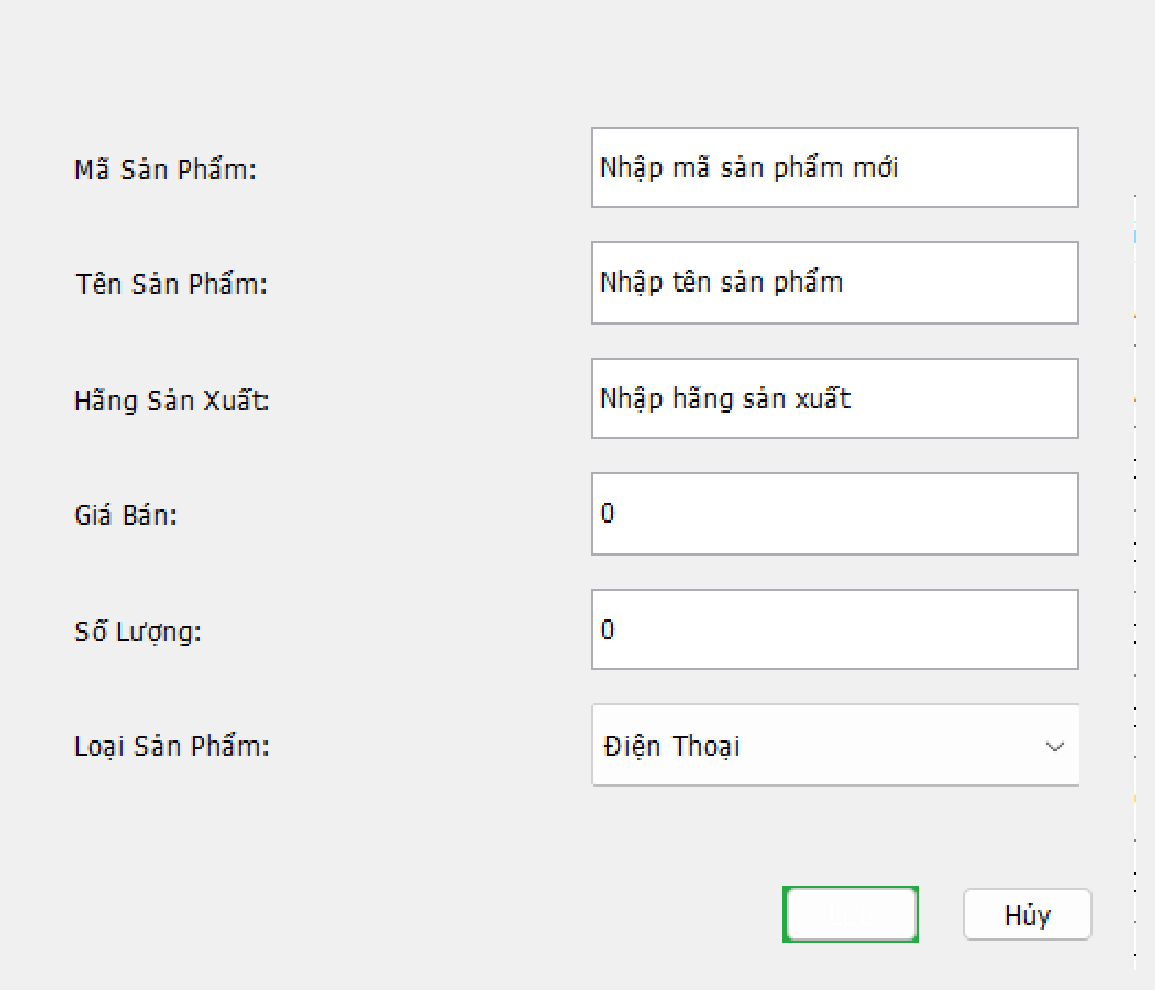 Mã Sản Phẩm:
Nhập mã sản phẩm mới
Tên Sản Phẩm:
Nhập tên sản phẩm
Hãng Sản Xuất:
Nhập hãng sản xuất
Giá Bán:
0
Số Lượng:
0
Loại Sản Phẩm:
Điện Thoại
Hủy